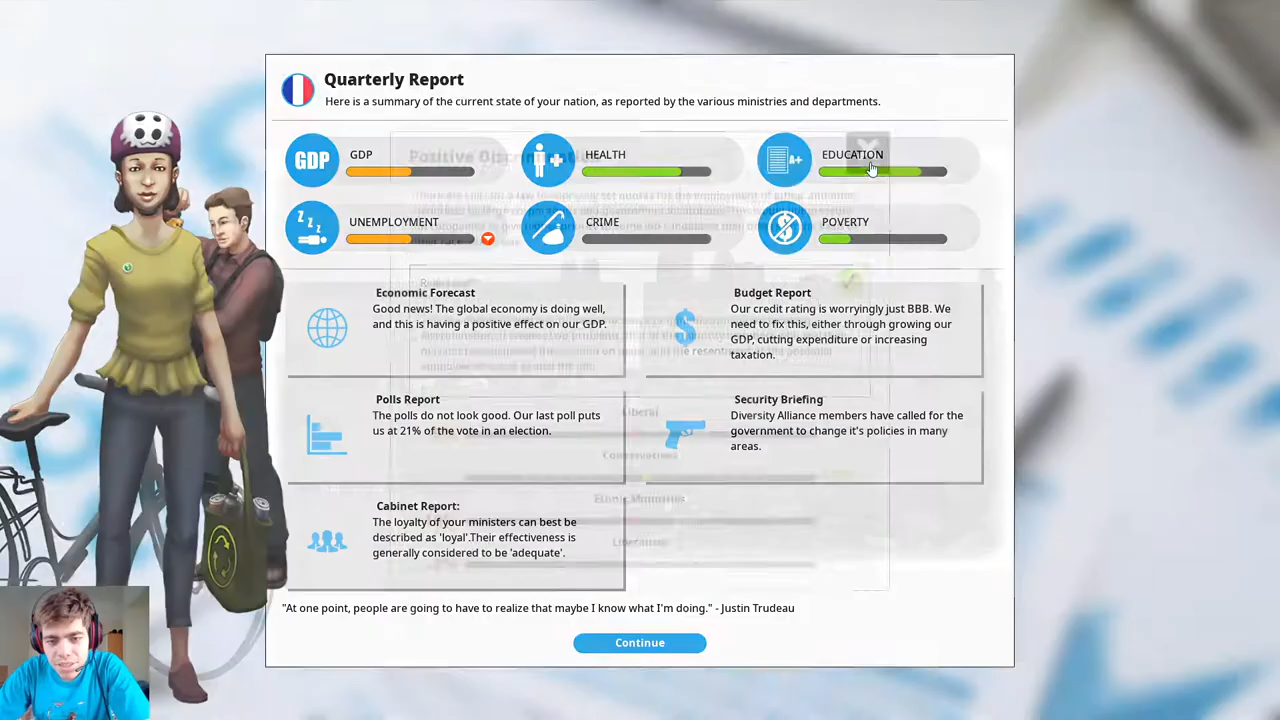 Quarterly Report
Here is a summary of the current state of your nation, as reported by the various ministries and departments.
GDP
GDP
HEALTH
A+
EDUCATION
Positive
Z Z Z
UNEMPLOYMENT
CRIME
POVERTY
Economic Forecast
Good news! The global economy is doing well,
and this is having a positive effect on our GDP.
Budget Report
Our credit rating is worryingly just BBB. We
need to fix this, either through growing our
GDP, cutting expenditure or increasing
taxation.
Polls Report
The polls do not look good. Our last poll puts
us at 21% of the vote in an election.
Security Briefing
Diversity Alliance members have called for the
government to change it's policies in many
areas.
Liberal
Conservatives
Ethnic Minorities
Cabinet Report:
The loyalty of your ministers can best be
described as 'loyal'.Their effectiveness is
generally considered to be 'adequate'.
"At one point, people are going to have to realize that maybe I know what I'm doing." - Justin Trudeau
Continue